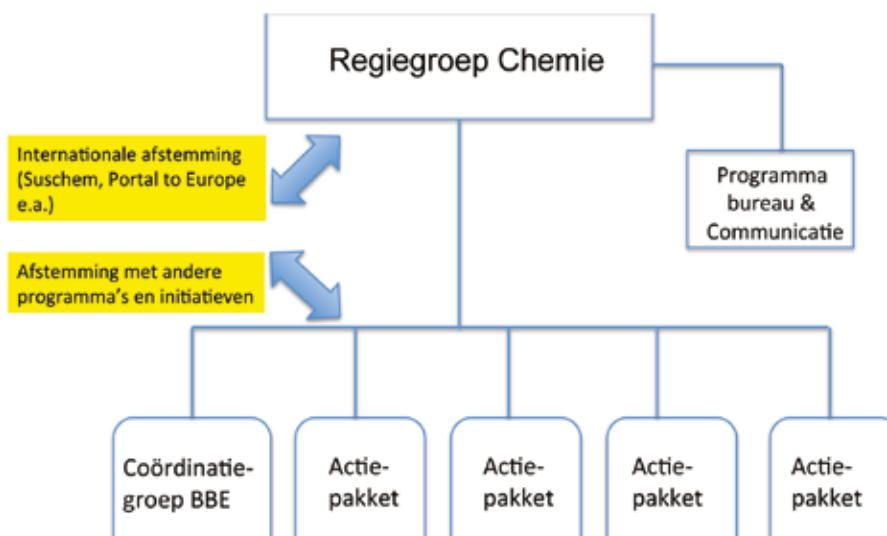 Regiegroep Chemie
Internationale afstemming
(Suschem, Portal to Europe
e.a.)
Programma
bureau &
Communicatie
Afstemming met andere
programma's en initiatieven
Coördinatie-
groep BBE
Actie-
pakket
Actie-
pakket
Actie-
pakket
Actie-
pakket